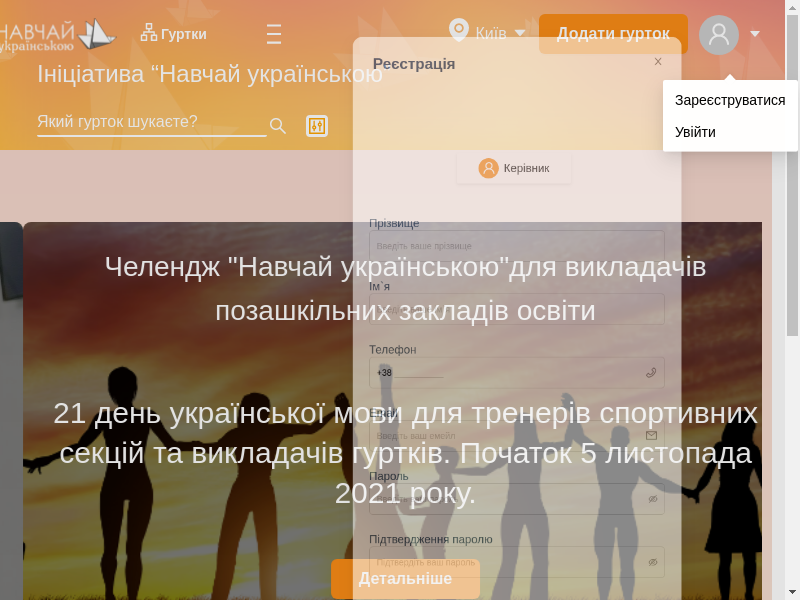 НАВЧАЙ
українською
Гуртки
Київ
Додати гурток
Ініціатива “Навчай українською
Реєстрація
x
Зареєструватися
Увійти
Який гурток шукаєте?
Керівник
Прізвище
Введіть ваше прізвище
Челендж "Навчай українською"для викладачів
Ім`я
позашкільних закладів освіти
Телефон
+38
21 день української мови для тренерів спортивних
секцій та викладачів гуртків. Початок 5 листопада
2021 року.
Введіть ваш емейл
Пароль
Підтвердження паролю
Підтвердіть ваш пароль
Детальніше